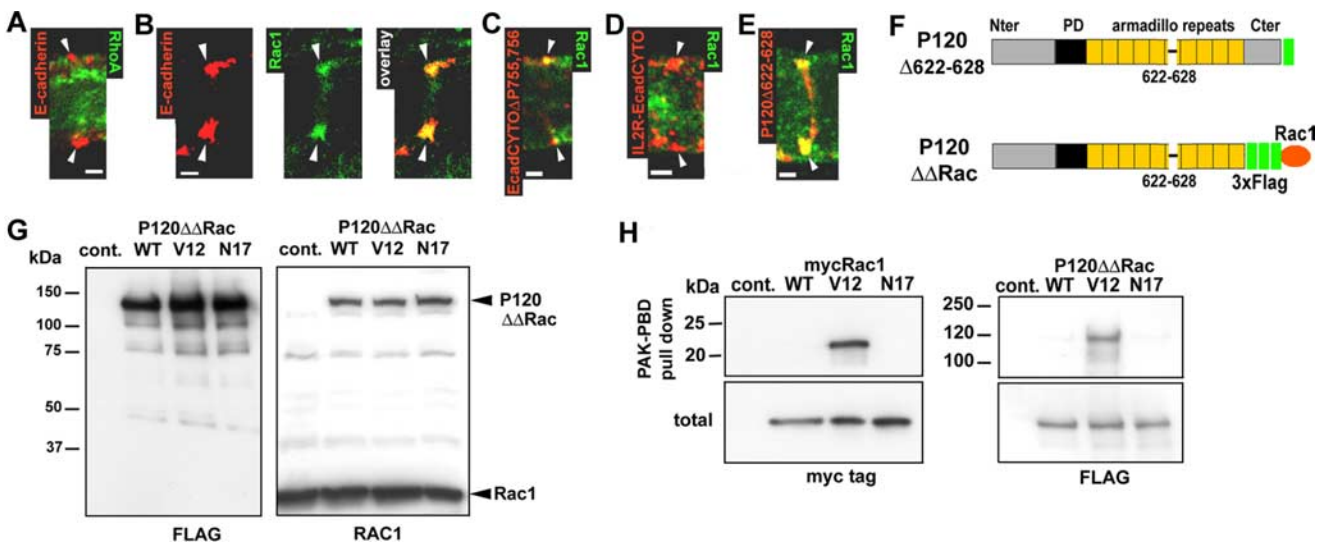 A
E-cadherin
RhoA
B
E-cadherin
Rac1
overlay
C
EcadCYTOΔP755,756
Rac1
D
IL2R-EcadCYTO
Rac1
E
P120Δ622-628
Rac1
F
Nter PD armadillo repeats Cter
P120
Δ622-628
622-628
P120
ΔΔRac
Rac1
622-628
3xFlag
G
P120ΔΔRac
cont. WT V12 N17
kDa
150
100
75
50
37
FLAG
P120ΔΔRac
cont. WT V12 N17
P120
ΔΔRac
Rac1
RAC1
H
mycRac1
cont. WT V12 N17
kDa
PAK-PBD
pull down
25
20
total
myc tag
P120ΔΔRac
cont. WT V12 N17
250
120
100
FLAG